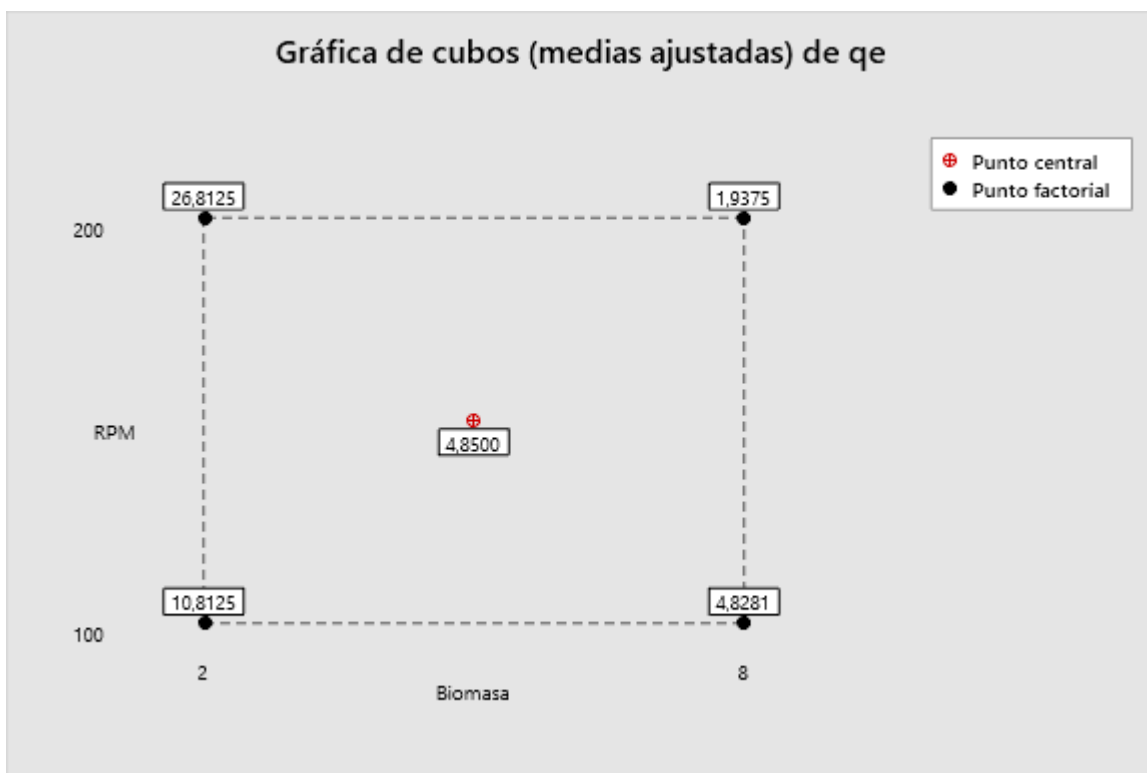 Gráfica de cubos (medias ajustadas) de qe
Punto central
Punto factorial
26,8125
1,9375
200
RPM
4,8500
10,8125
4,8281
100
2
8
Biomasa